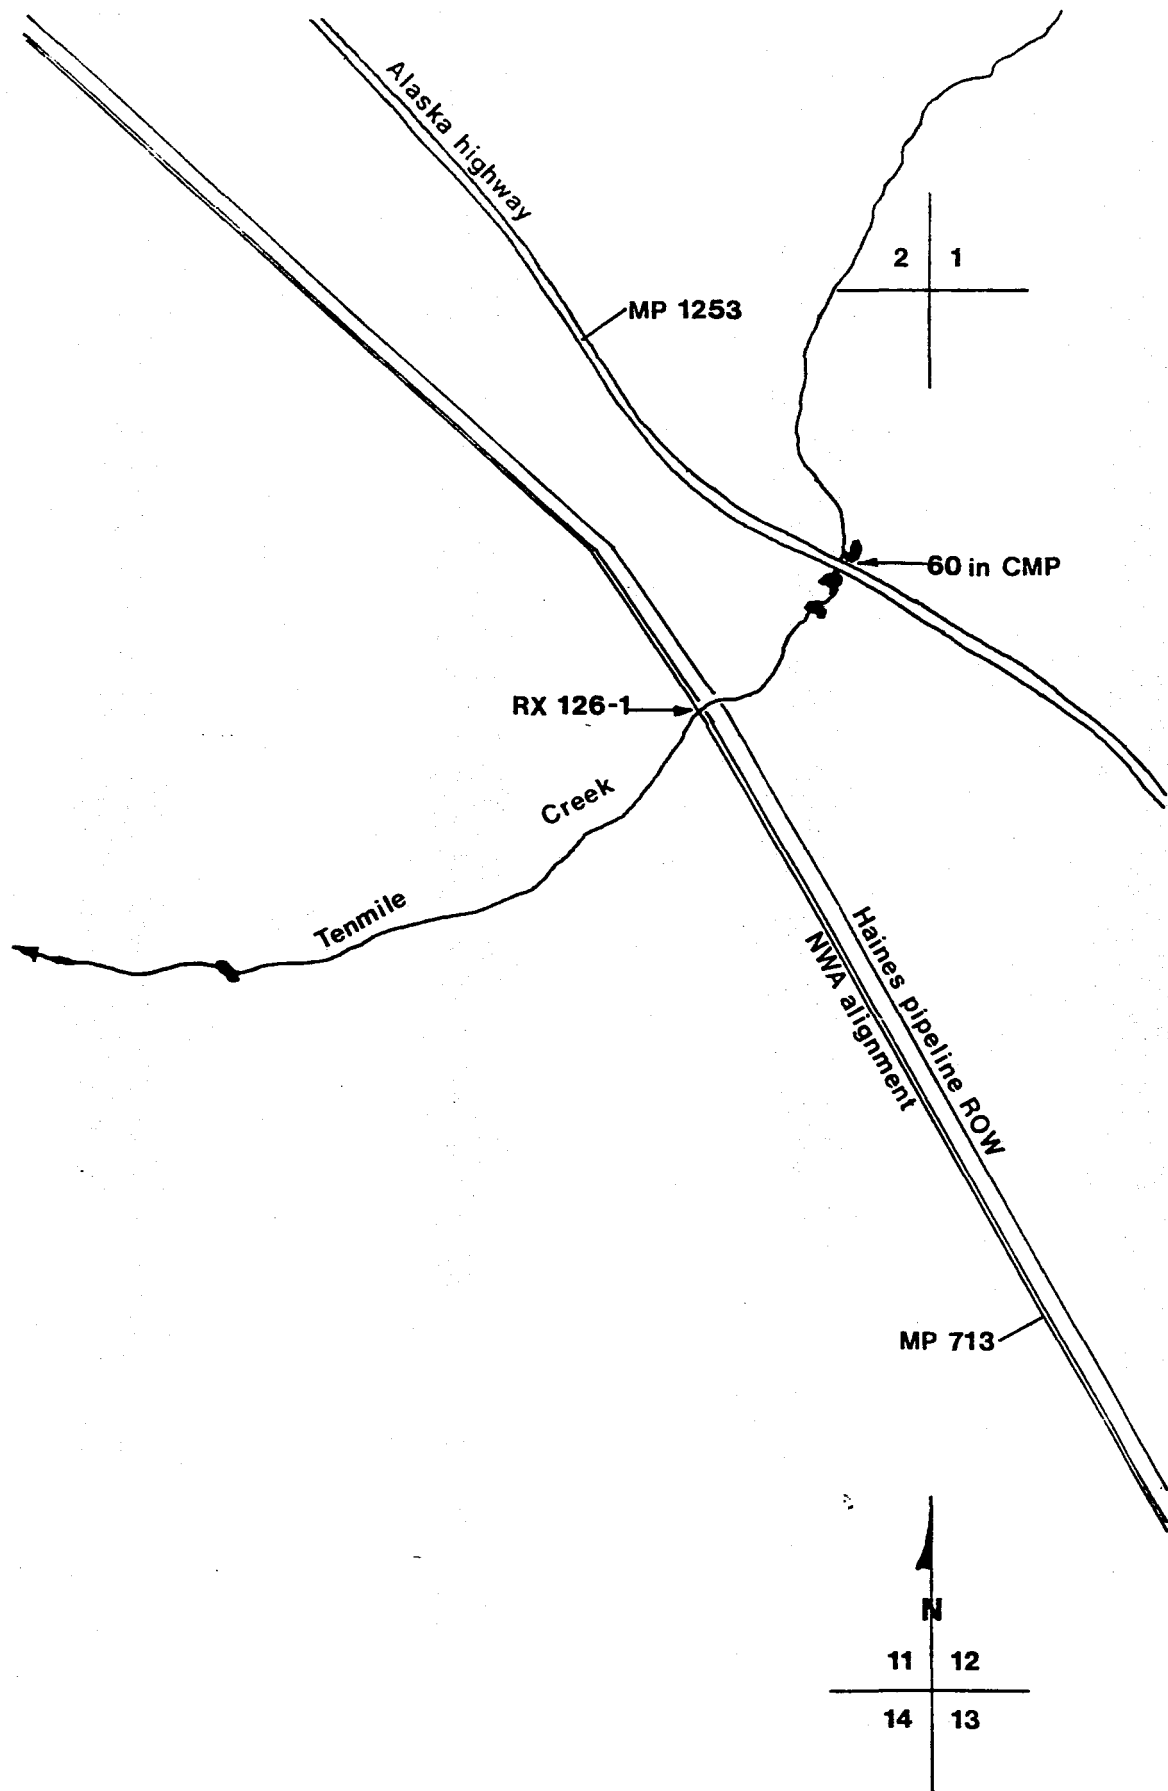 Alaska highway
2 1
MP 1253
60 in CMP
RX 126-1
Creek
Tenmile
Haines pipeline ROW
NWA alignment
MP 713
N
11 12
14 13